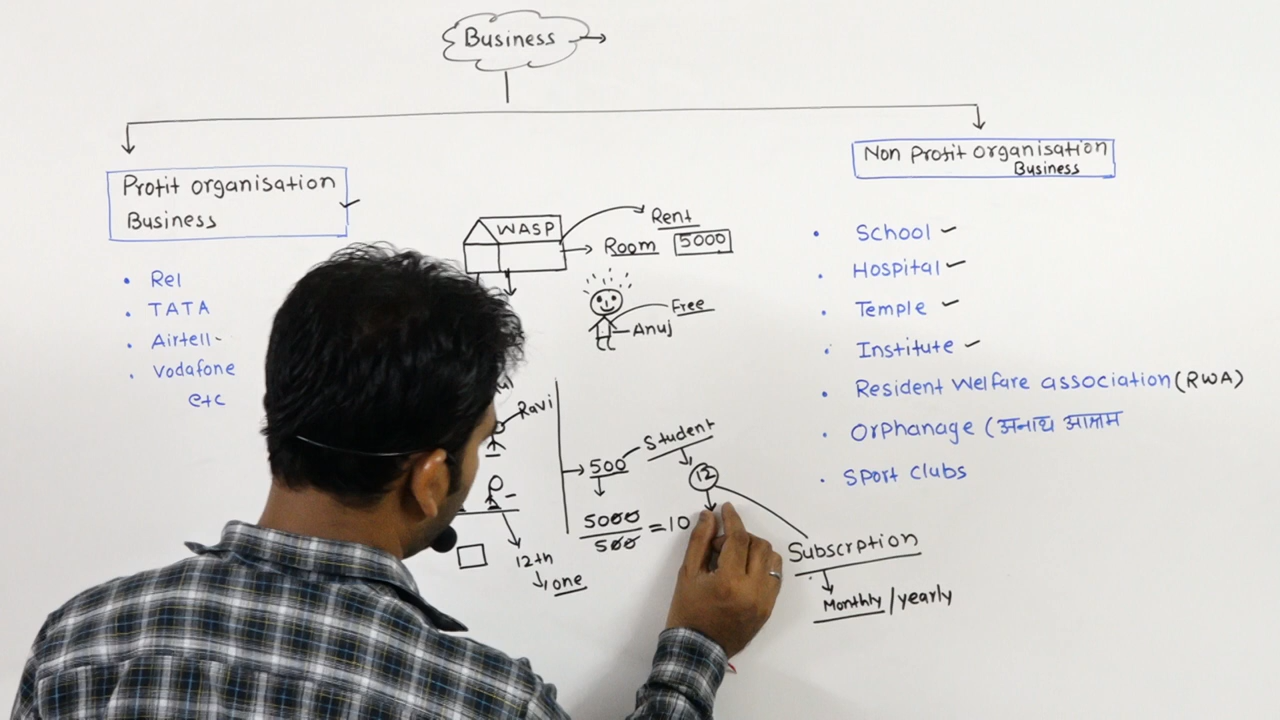 Business
Profit organisation
Business
Non Profit organisation
Business
Rel
TATA
Airtell
Vodafone
etc
WASP
Rent
Room 5000
Free
Anuj
Ravi
12th
one
500
Student
12
5000
500
=10
Subscrption
Monthly/yearly
School
Hospital
Temple
Institute
Resident Welfare association (RWA)
Orphanage (अनाथ आश्रम
Sport clubs